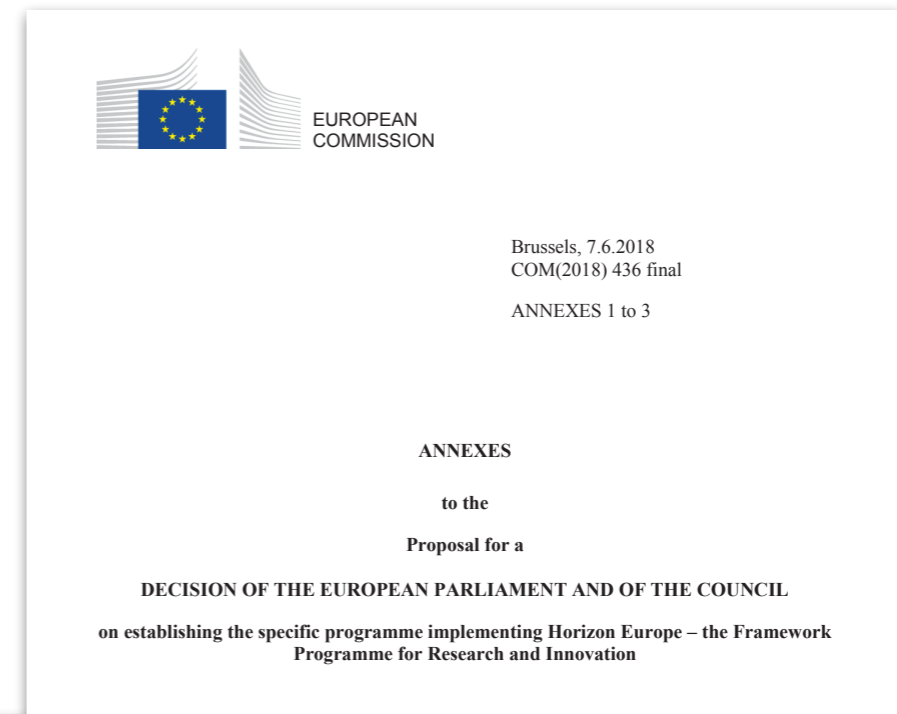 EUROPEAN
COMMISSION
Brussels, 7.6.2018
COM(2018) 436 final
ANNEXES 1 to 3
ANNEXES
to the
Proposal for a
DECISION OF THE EUROPEAN PARLIAMENT AND OF THE COUNCIL
on establishing the specific programme implementing Horizon Europe – the Framework
Programme for Research and Innovation